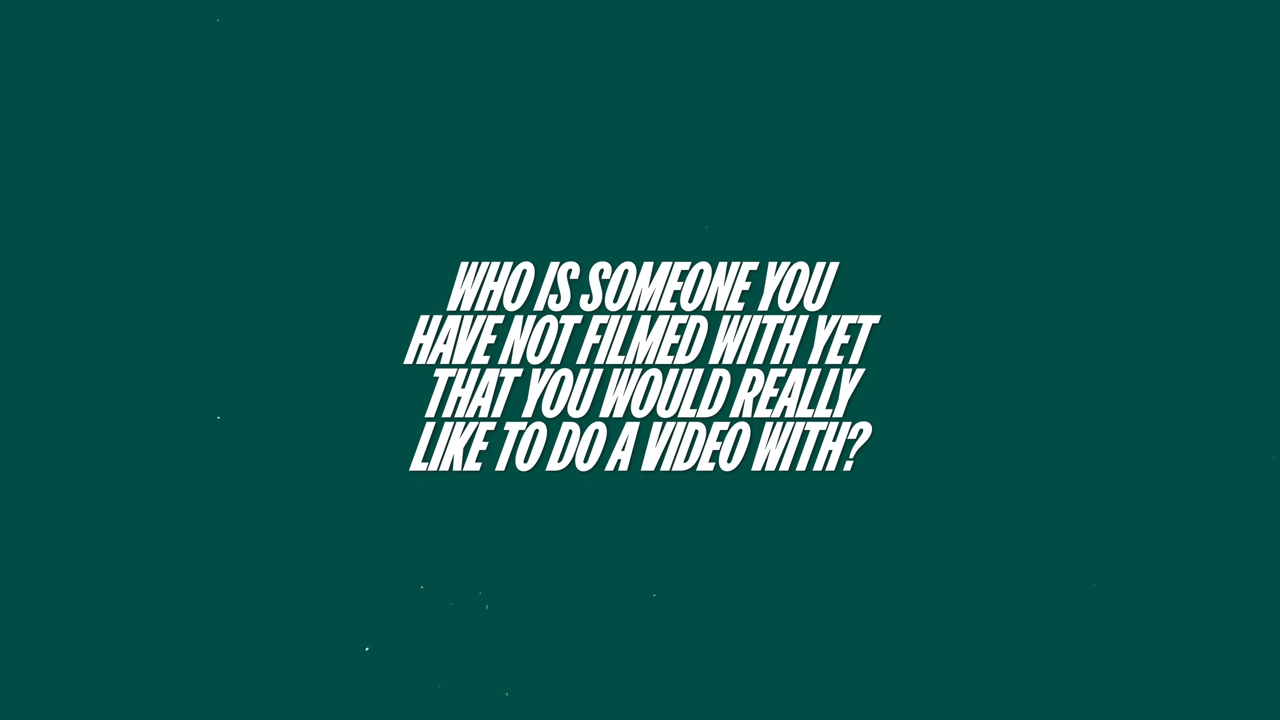 WHO IS SOMEONE YOU
HAVE NOT FILMED WITH YET
THAT YOU WOULD REALLY
LIKE TO DO A VIDEO WITH?